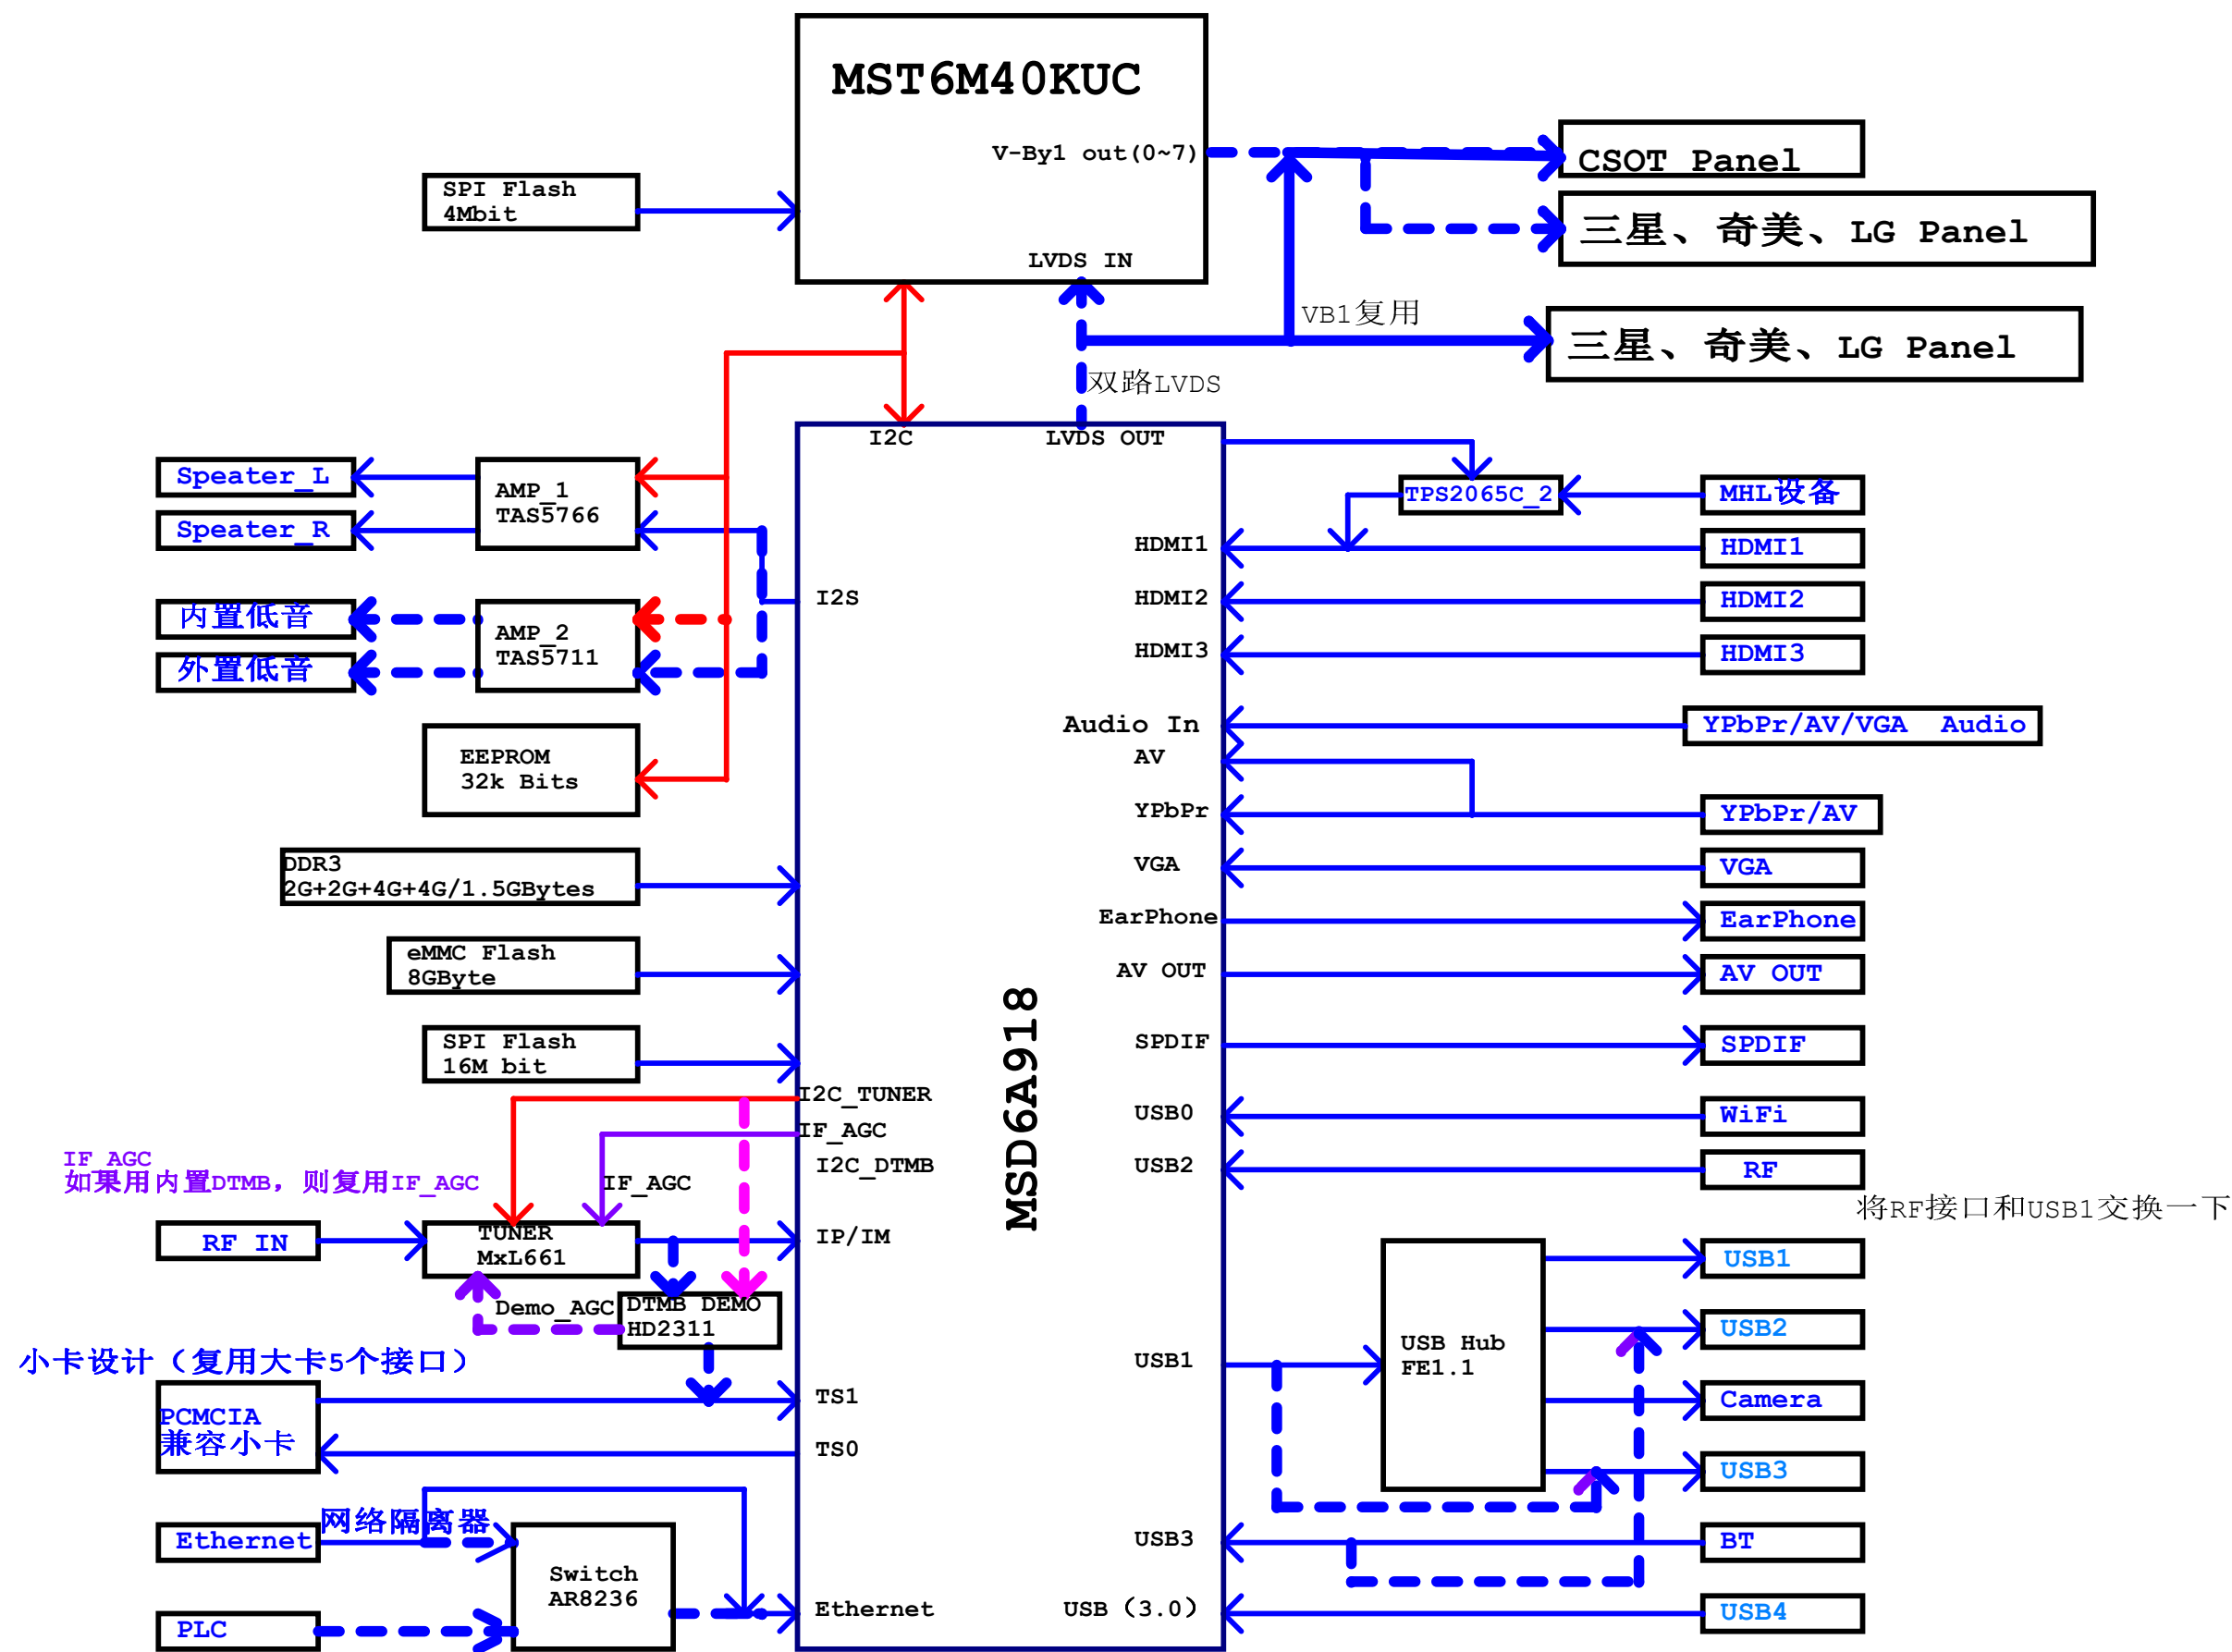 MST6M40KUC
V-By1 out(0~7)
CSOT Panel
SPI Flash
4Mbit
三星、奇美、LG Panel
LVDS IN
VB1复用
三星、奇美、LG Panel
双路LVDS
I2C
LVDS OUT
Speater_L
AMP_1
TAS5766
TPS2065C_2
MHL设备
Speater_R
HDMI1
HDMI1
I2S
HDMI2
HDMI2
内置低音
AMP_2
TAS5711
HDMI3
HDMI3
外置低音
Audio In
YPbPr/AV/VGA  Audio
EEPROM
32k Bits
AV
YPbPr
YPbPr/AV
DDR3
2G+2G+4G+4G/1.5GBytes
VGA
VGA
EarPhone
EarPhone
eMMC Flash
8GByte
AV OUT
AV OUT
MSD6A918
SPI Flash
16M bit
SPDIF
SPDIF
I2C_TUNER
USB0
WiFi
IF_AGC
IF_AGC
如果用内置DTMB，则复用IF_AGC
I2C_DTMB
IF_AGC
USB2
RF
将RF接口和USB1交换一下
RF IN
TUNER
MxL661
IP/IM
USB1
Demo_AGC
DTMB DEMO
HD2311
USB Hub
FE1.1
USB2
小卡设计（复用大卡5个接口）
USB1
PCMCIA
兼容小卡
TS1
Camera
TS0
USB3
网络隔离器
Ethernet
USB3
BT
Switch
AR8236
Ethernet
USB（3.0）
USB4
PLC